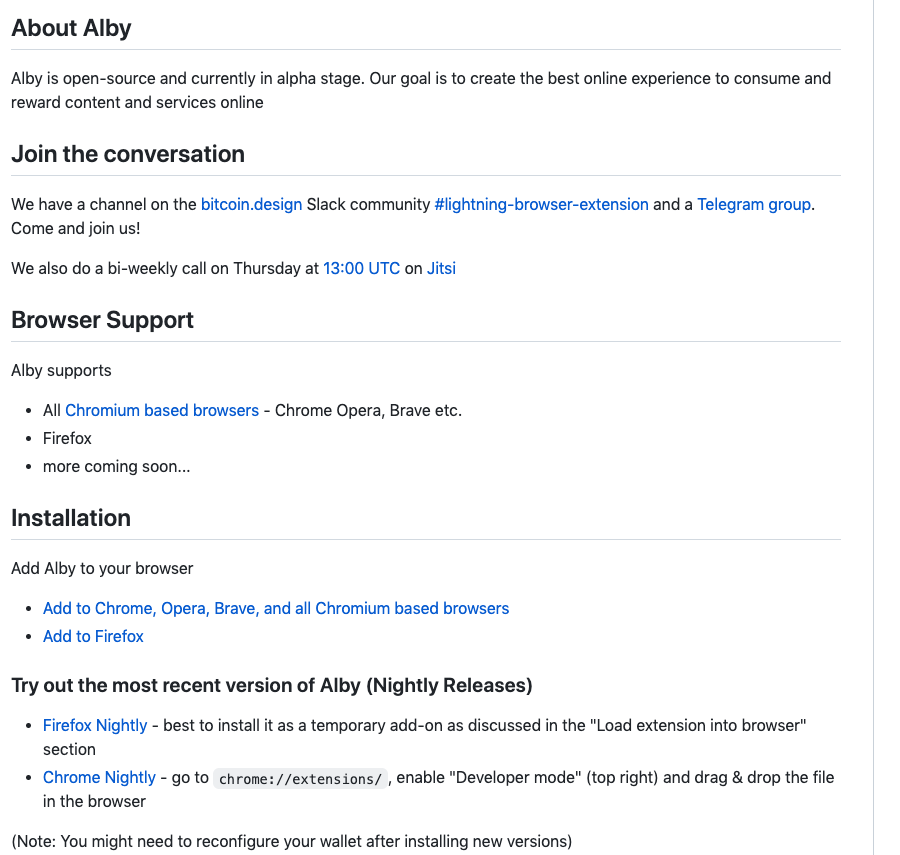 About Alby
Alby is open-source and currently in alpha stage. Our goal is to create the best online experience to consume and
reward content and services online
Join the conversation
We have a channel on the bitcoin.design Slack community #lightning-browser-extension and a Telegram group.
Come and join us!
We also do a bi-weekly call on Thursday at 13:00 UTC on Jitsi
Browser Support
Alby supports
• All Chromium based browsers - Chrome Opera, Brave etc.
• Firefox
• more coming soon...
Installation
Add Alby to your browser
• Add to Chrome, Opera, Brave, and all Chromium based browsers
• Add to Firefox
Try out the most recent version of Alby (Nightly Releases)
• Firefox Nightly - best to install it as a temporary add-on as discussed in the "Load extension into browser"
section
• Chrome Nightly - go to chrome://extensions/ , enable "Developer mode" (top right) and drag & drop the file
in the browser
(Note: You might need to reconfigure your wallet after installing new versions)